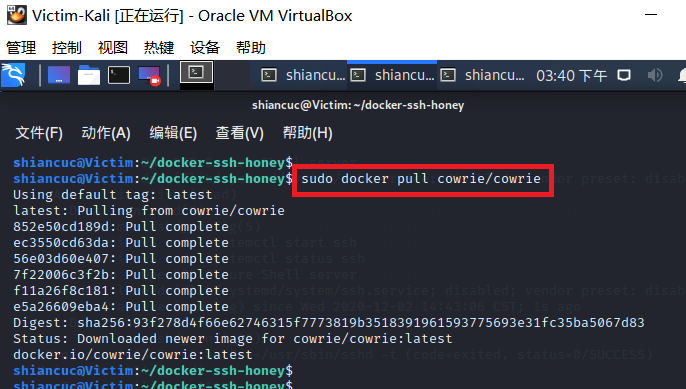 Victim-Kali [正在运行] - Oracle VM VirtualBox
管理 控制 视图 热键 设备 帮助
shiancuc... shiancuc... shiancuc... 03:40 下午
shiancuc@Victim: ~/docker-ssh-honey
文件(F) 动作(A) 编辑(E) 查看(V) 帮助(H)
shiancuc@Victim:~/docker-ssh-honey$
shiancuc@Victim:~/docker-ssh-honey$ sudo docker pull cowrie/cowrie
Using default tag: latest
latest: Pulling from cowrie/cowrie
852e50cd189d: Pull complete
ec3550cd63da: Pull complete
56e03d60e407: Pull complete
7f22006c3f2b: Pull complete
f11a26f8c181: Pull complete
e5a26609eba4: Pull complete
Digest: sha256:93f278d4f66e62746315f7773819b3518391961593775693e31fc35ba5067d83
Status: Downloaded newer image for cowrie/cowrie:latest
docker.io/cowrie/cowrie:latest
shiancuc@Victim:~/docker-ssh-honey$
shiancuc@Victim:~/docker-ssh-honey$